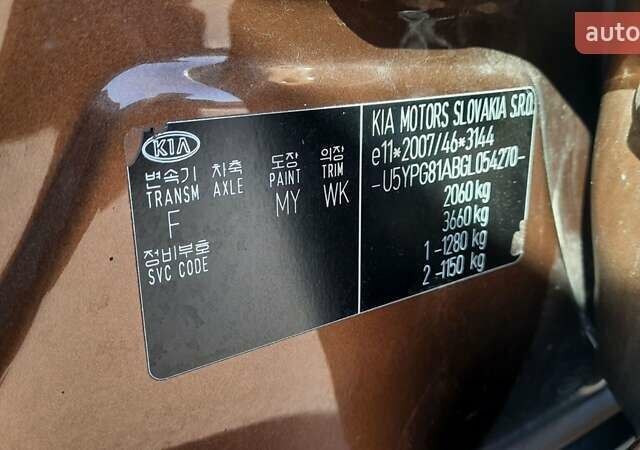 auto
KIA
변속기 차축 도장 의장
TRANSM AXLE PAINT TRIM
F MY WK
정비부호
SVC CODE
KIA MOTORS SLOVAKIA S.R.O.
e11*2007/46*3144
-U5YPG81ABGL054270-
2060 kg
3660 kg
1 -1280 kg
2 -1150 kg